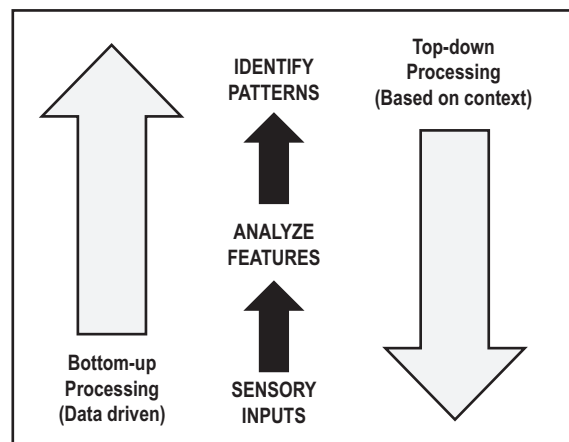 IDENTIFY
PATTERNS
Top-down
Processing
(Based on context)
ANALYZE
FEATURES
Bottom-up
Processing
(Data driven)
SENSORY
INPUTS